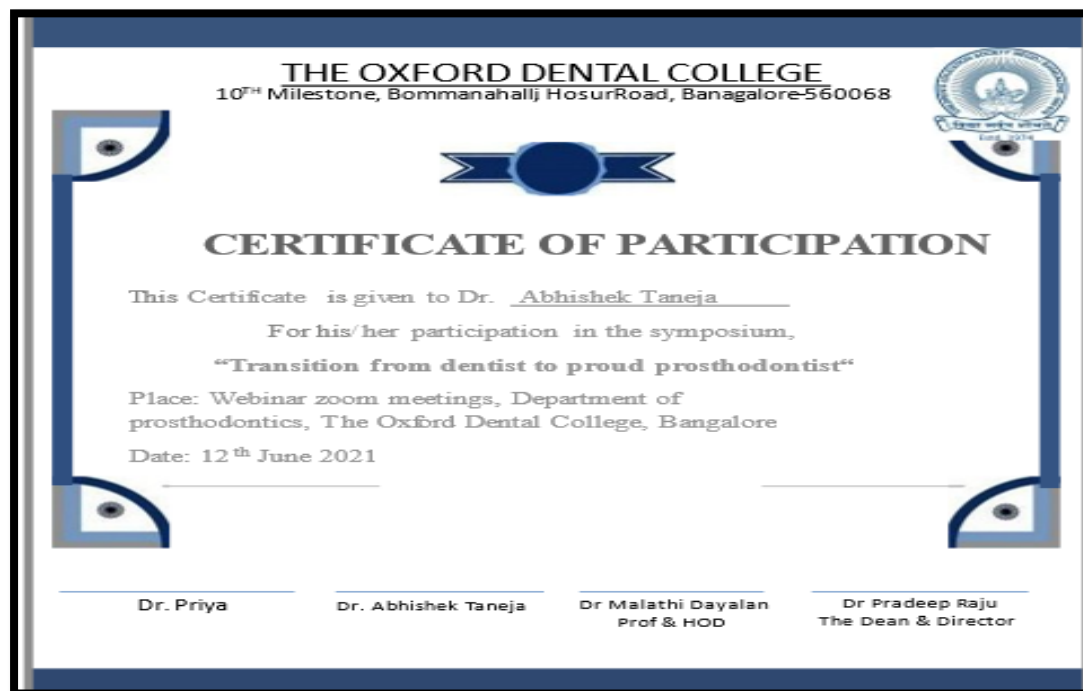 THE OXFORD DENTAL COLLEGE
10TH Milestone, Bommanahallj HosurRoad, Banagalore-560068
Estd. 1974
CERTIFICATE OF PARTICIPATION
This Certificate is given to Dr. Abhishek Taneja
For his/her participation in the symposium,
“Transition from dentist to proud prosthodontist“
Place: Webinar zoom meetings, Department of
prosthodontics, The Oxford Dental College, Bangalore
Date: 12th June 2021
Dr. Priya
Dr. Abhishek Taneja
Dr Malathi Dayalan
Prof & HOD
Dr Pradeep Raju
The Dean & Director